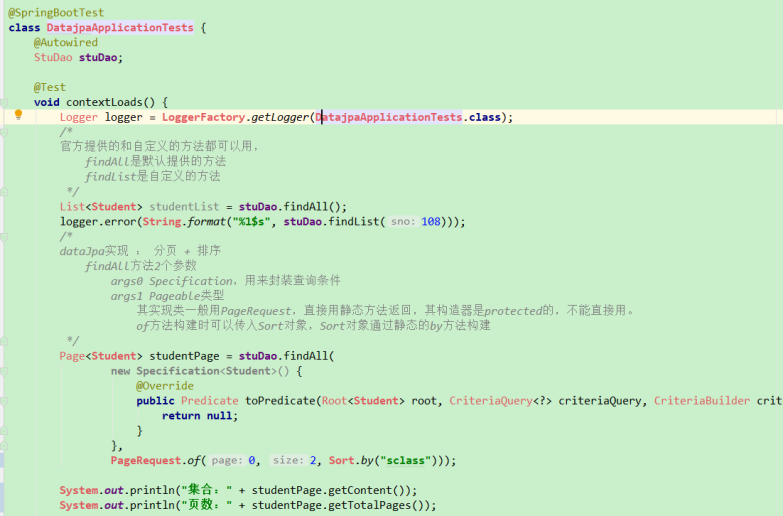 @SpringBootTest
class DatajpaApplicationTests {
@Autowired
StuDao stuDao;
@Test
void contextLoads() {
Logger logger = LoggerFactory.getLogger(DatajpaApplicationTests.class);
/*
官方提供的和自定义的方法都可以用，
findAll是默认提供的方法
findList是自定义的方法
*/
List<Student> studentList = stuDao.findAll();
logger.error(String.format("%1$s", stuDao.findList( sno: 108)));
/*
dataJpa实现 ： 分页 + 排序
findAll方法2个参数
args0 Specification，用来封装查询条件
args1 Pageable类型
其实现类一般用PageRequest，直接用静态方法返回，其构造器是protected的，不能直接用。
of方法构建时可以传入Sort对象，Sort对象通过静态的by方法构建
*/
Page<Student> studentPage = stuDao.findAll(
new Specification<Student>() {
@Override
public Predicate toPredicate(Root<Student> root, CriteriaQuery<?> criteriaQuery, CriteriaBuilder crit
return null;
}
},
PageRequest.of( page: 0, size: 2, Sort.by("sclass")));
System.out.println("集合：" + studentPage.getContent());
System.out.println("页数：" + studentPage.getTotalPages());